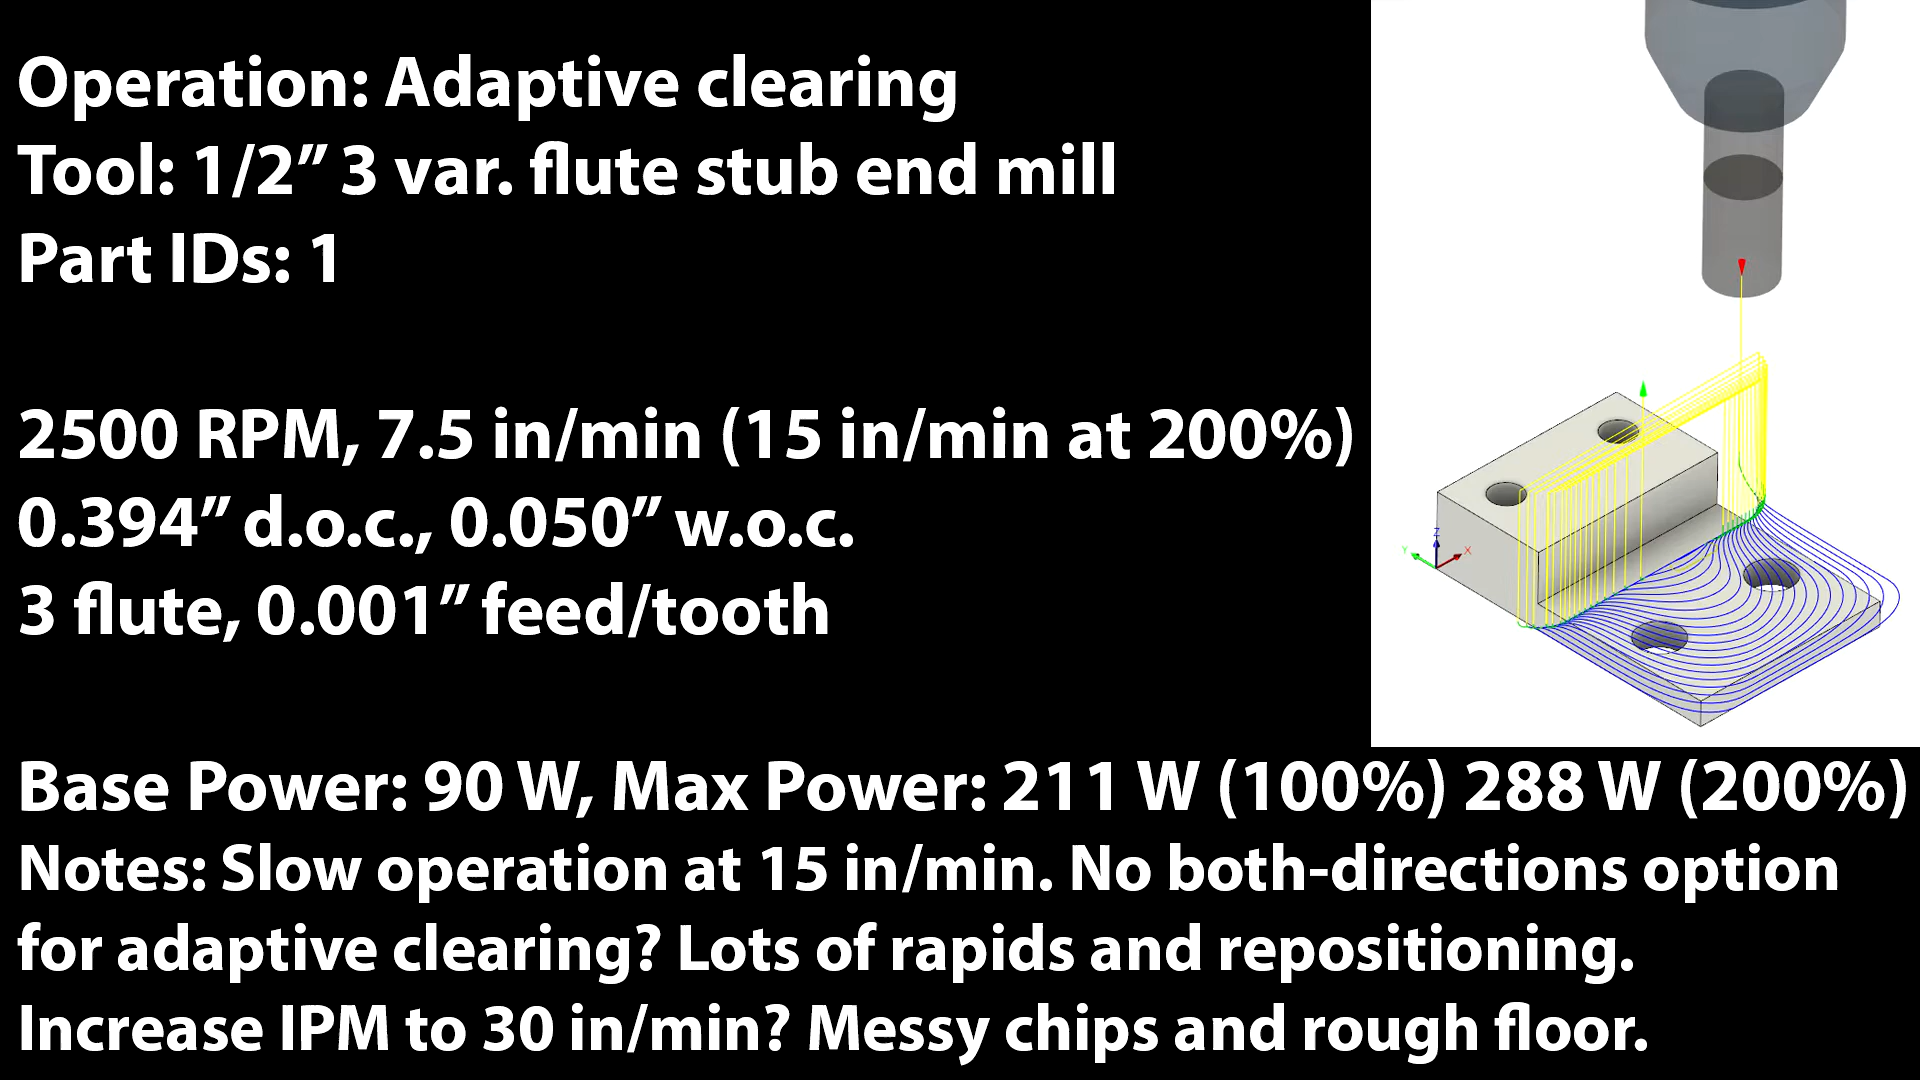 Operation: Adaptive clearing
Tool: 1/2” 3 var. flute stub end mill
Part IDs: 1
2500 RPM, 7.5 in/min (15 in/min at 200%)
0.394” d.o.c., 0.050” w.o.c.
3 flute, 0.001” feed/tooth
Z
Y
X
Base Power: 90 W, Max Power: 211 W (100%) 288 W (200%)
Notes: Slow operation at 15 in/min. No both-directions option
for adaptive clearing? Lots of rapids and repositioning.
Increase IPM to 30 in/min? Messy chips and rough floor.